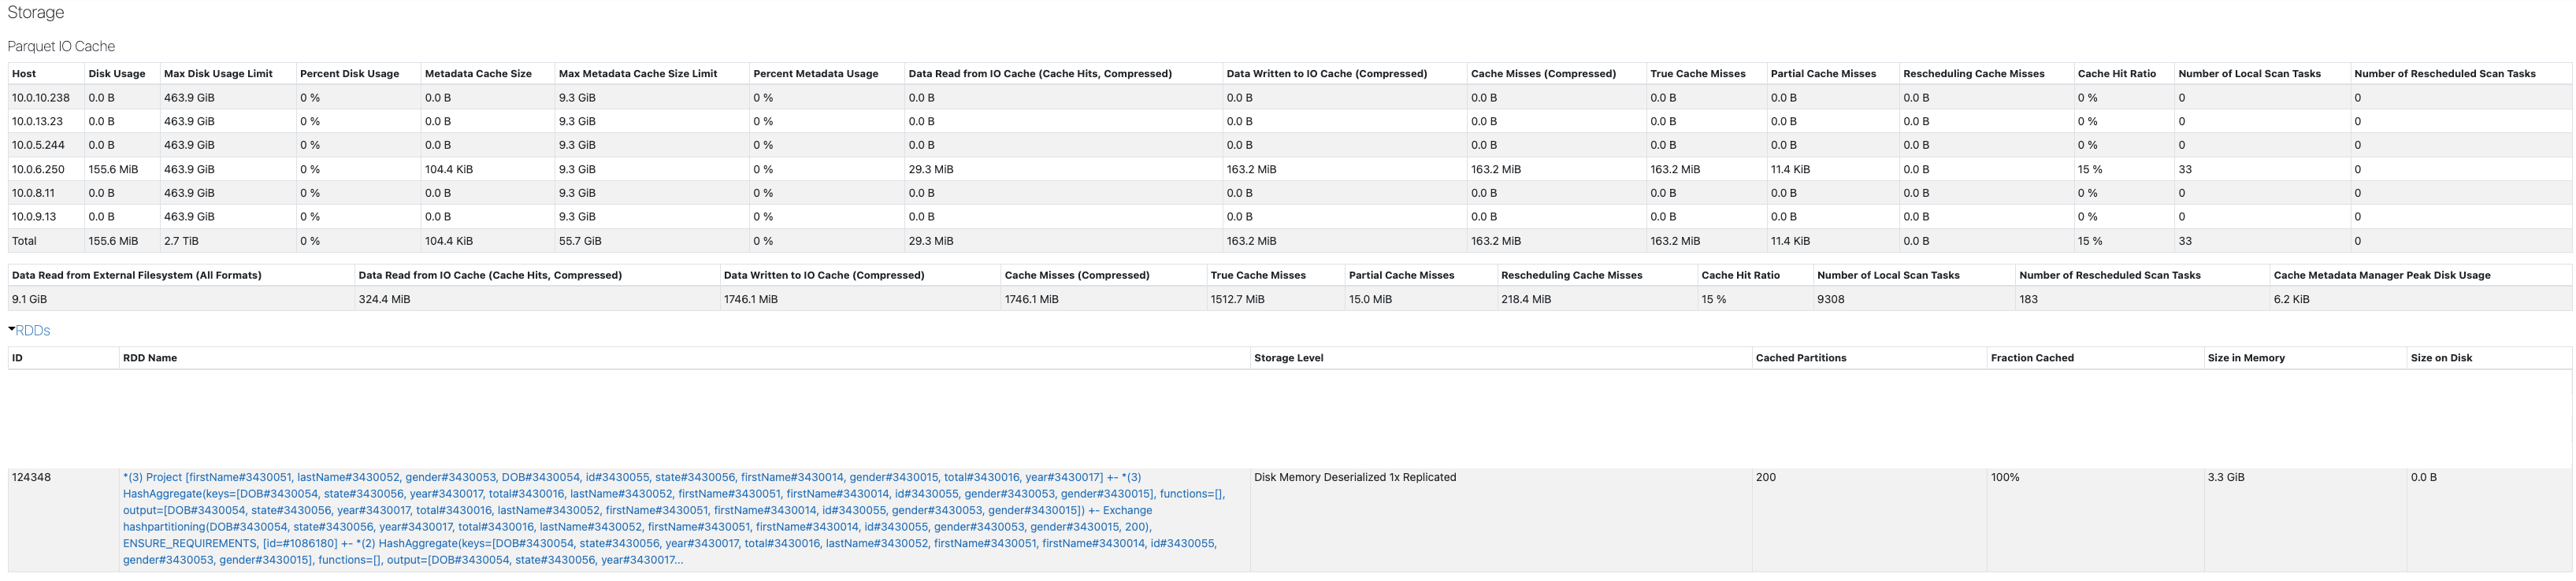 Storage
Parquet IO Cache
Host Disk Usage Max Disk Usage Limit Percent Disk Usage Metadata Cache Size Max Metadata Cache Size Limit Percent Metadata Usage Data Read from IO Cache (Cache Hits, Compressed) Data Written to IO Cache (Compressed) Cache Misses (Compressed) True Cache Misses Partial Cache Misses Rescheduling Cache Misses Cache Hit Ratio Number of Local Scan Tasks Number of Rescheduled Scan Tasks
10.0.10.238 0.0 B 463.9 GiB 0 % 0.0 B 9.3 GiB 0 % 0.0 B 0.0 B 0.0 B 0.0 B 0.0 B 0.0 B 0 % 0 0
10.0.13.23 0.0 B 463.9 GiB 0 % 0.0 B 9.3 GiB 0 % 0.0 B 0.0 B 0.0 B 0.0 B 0.0 B 0.0 B 0 % 0 0
10.0.5.244 0.0 B 463.9 GiB 0 % 0.0 B 9.3 GiB 0 % 0.0 B 0.0 B 0.0 B 0.0 B 0.0 B 0.0 B 0 % 0 0
10.0.6.250 155.6 MiB 463.9 GiB 0 % 104.4 KiB 9.3 GiB 0 % 29.3 MiB 163.2 MiB 163.2 MiB 163.2 MiB 11.4 KiB 0.0 B 15 % 33 0
10.0.8.11 0.0 B 463.9 GiB 0 % 0.0 B 9.3 GiB 0 % 0.0 B 0.0 B 0.0 B 0.0 B 0.0 B 0.0 B 0 % 0 0
10.0.9.13 0.0 B 463.9 GiB 0 % 0.0 B 9.3 GiB 0 % 0.0 B 0.0 B 0.0 B 0.0 B 0.0 B 0.0 B 0 % 0 0
Total 155.6 MiB 2.7 TiB 0 % 104.4 KiB 55.7 GiB 0 % 29.3 MiB 163.2 MiB 163.2 MiB 163.2 MiB 11.4 KiB 0.0 B 15 % 33 0
Data Read from External Filesystem (All Formats) Data Read from IO Cache (Cache Hits, Compressed) Data Written to IO Cache (Compressed) Cache Misses (Compressed) True Cache Misses Partial Cache Misses Rescheduling Cache Misses Cache Hit Ratio Number of Local Scan Tasks Number of Rescheduled Scan Tasks Cache Metadata Manager Peak Disk Usage
9.1 GiB 324.4 MiB 1746.1 MiB 1746.1 MiB 1512.7 MiB 15.0 MiB 218.4 MiB 15 % 9308 183 6.2 KiB
RDDs
ID RDD Name Storage Level Cached Partitions Fraction Cached Size in Memory Size on Disk
124348 *(3) Project [firstName#3430051, lastName#3430052, gender#3430053, DOB#3430054, id#3430055, state#3430056, firstName#3430014, gender#3430015, total#3430016, year#3430017] +- *(3) Disk Memory Deserialized 1x Replicated 200 100% 3.3 GiB 0.0 B
HashAggregate(keys=[DOB#3430054, state#3430056, year#3430017, total#3430016, lastName#3430052, firstName#3430051, firstName#3430014, id#3430055, gender#3430053, gender#3430015], functions=[],
output=[DOB#3430054, state#3430056, year#3430017, total#3430016, lastName#3430052, firstName#3430051, firstName#3430014, id#3430055, gender#3430053, gender#3430015]) +- Exchange
hashpartitioning(DOB#3430054, state#3430056, year#3430017, total#3430016, lastName#3430052, firstName#3430051, firstName#3430014, id#3430055, gender#3430053, gender#3430015, 200),
ENSURE_REQUIREMENTS, [id=#1086180] +- *(2) HashAggregate(keys=[DOB#3430054, state#3430056, year#3430017, total#3430016, lastName#3430052, firstName#3430051, firstName#3430014, id#3430055,
gender#3430053, gender#3430015], functions=[], output=[DOB#3430054, state#3430056, year#3430017...